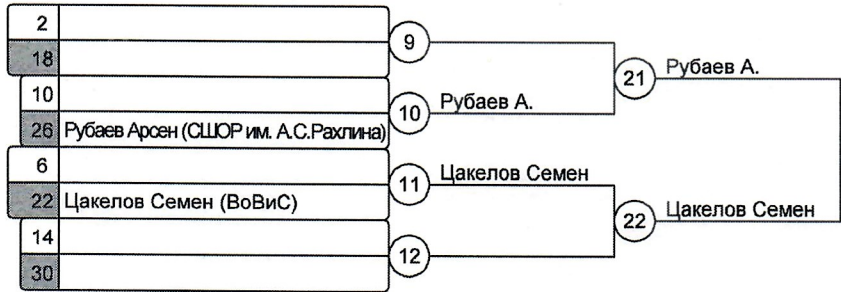 2
18
9
10
26 Рубаев Арсен (СШОР им. А.С.Рахлина)
10 Рубаев А.
21 Рубаев А.
6
22 Цакелов Семен (ВоВиС)
11 Цакелов Семен
14
30
12
22 Цакелов Семен